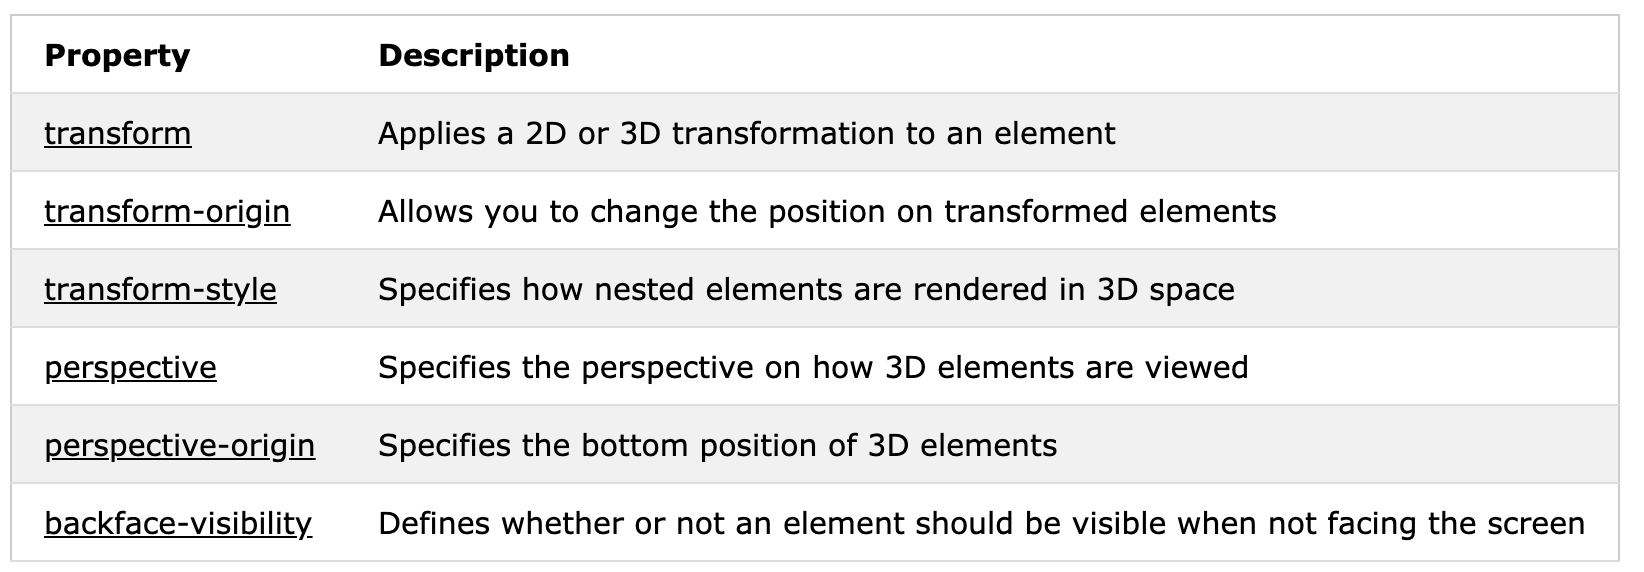 Property Description
transform Applies a 2D or 3D transformation to an element
transform-origin Allows you to change the position on transformed elements
transform-style Specifies how nested elements are rendered in 3D space
perspective Specifies the perspective on how 3D elements are viewed
perspective-origin Specifies the bottom position of 3D elements
backface-visibility Defines whether or not an element should be visible when not facing the screen